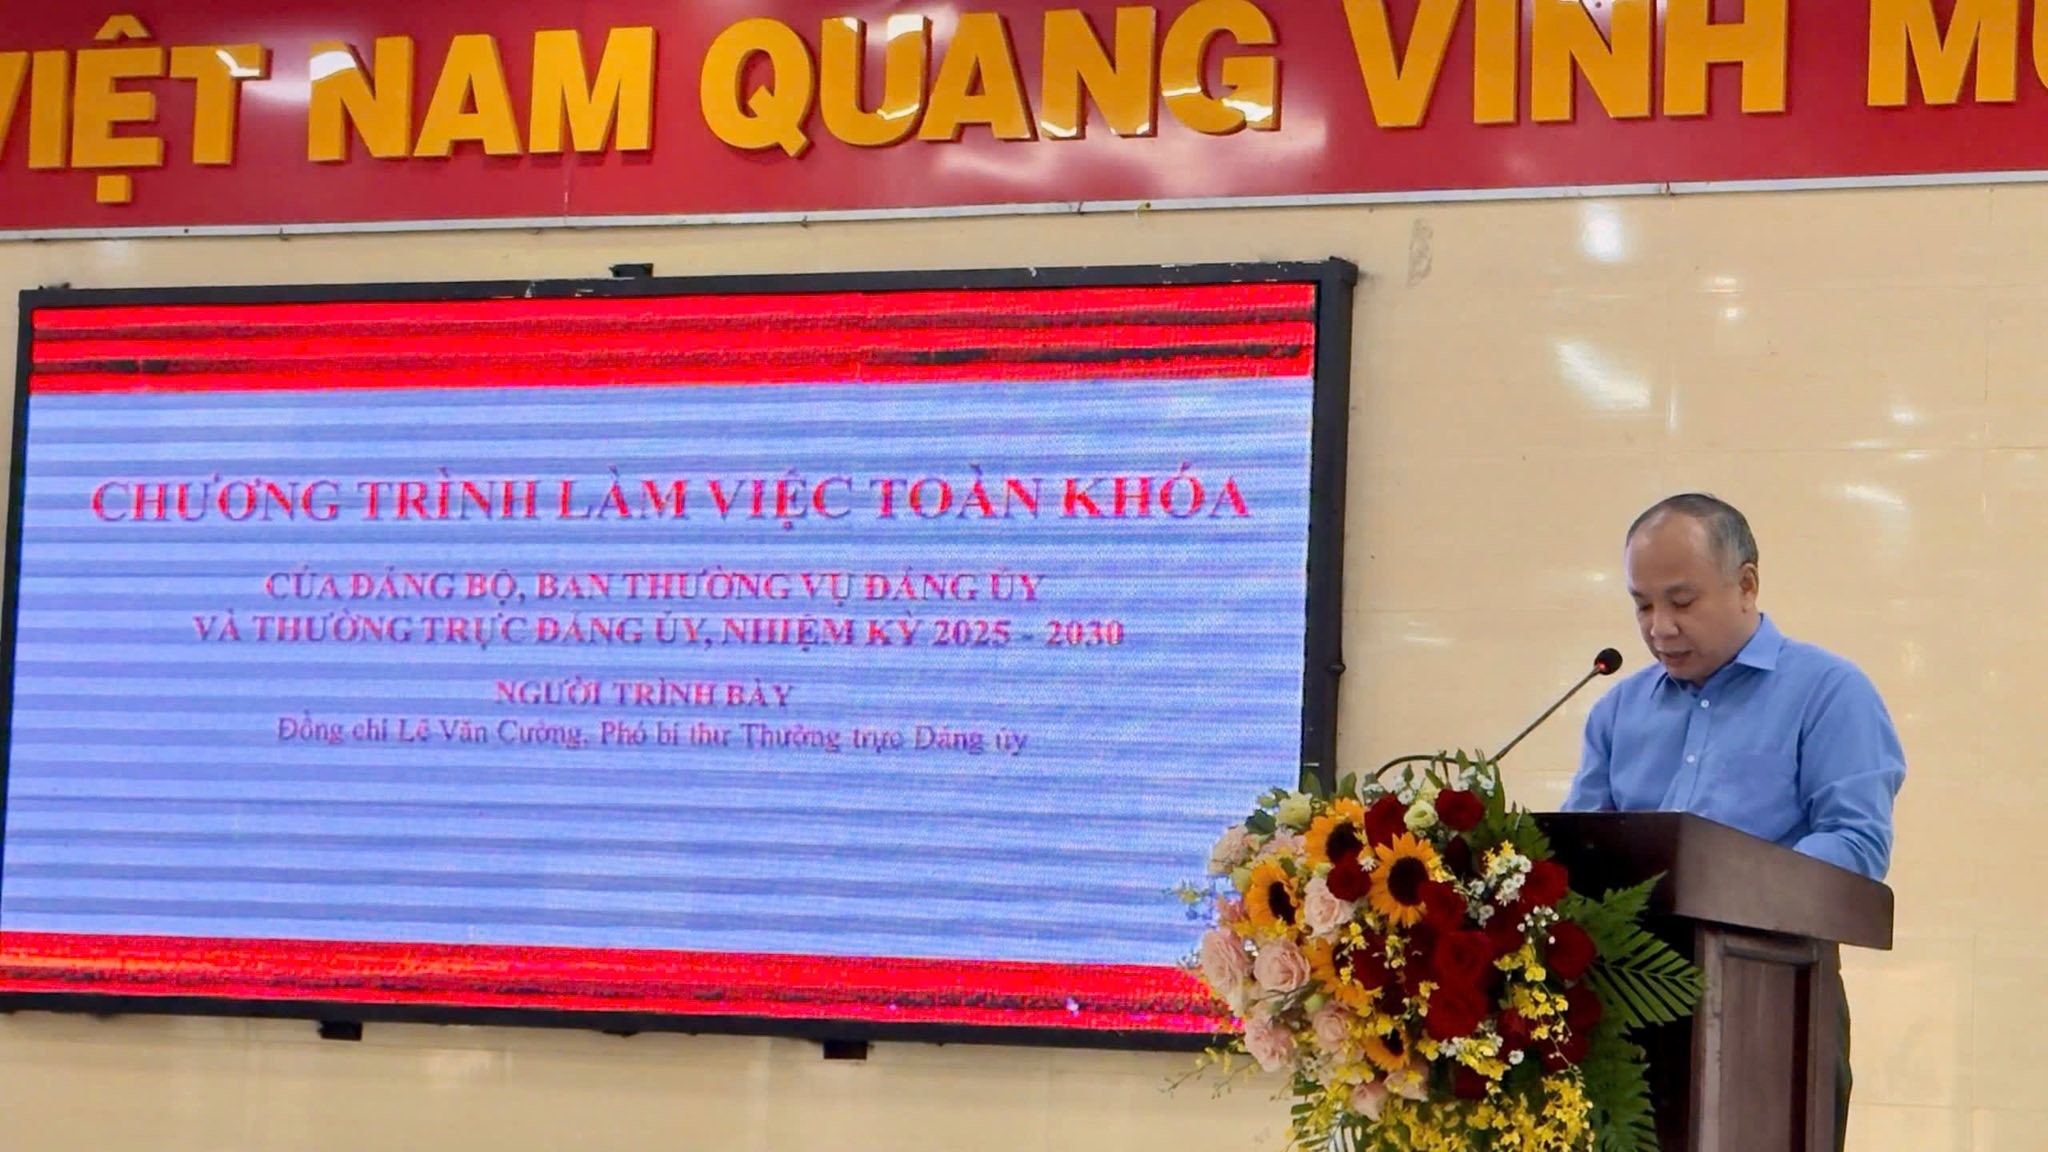 VIỆT NAM QUANG VINH M
CHƯƠNG TRÌNH LÀM VIỆC TOÀN KHÓA
CỦA ĐẢNG BỘ, BAN THƯỜNG VỤ ĐẢNG ỦY
VÀ THƯỜNG TRỰC ĐẢNG ỦY, NHIỆM KỲ 2025 - 2030
NGƯỜI TRÌNH BÀY
Đồng chí Lê Văn Cường, Phó bí thư Thường trực Đảng ủy